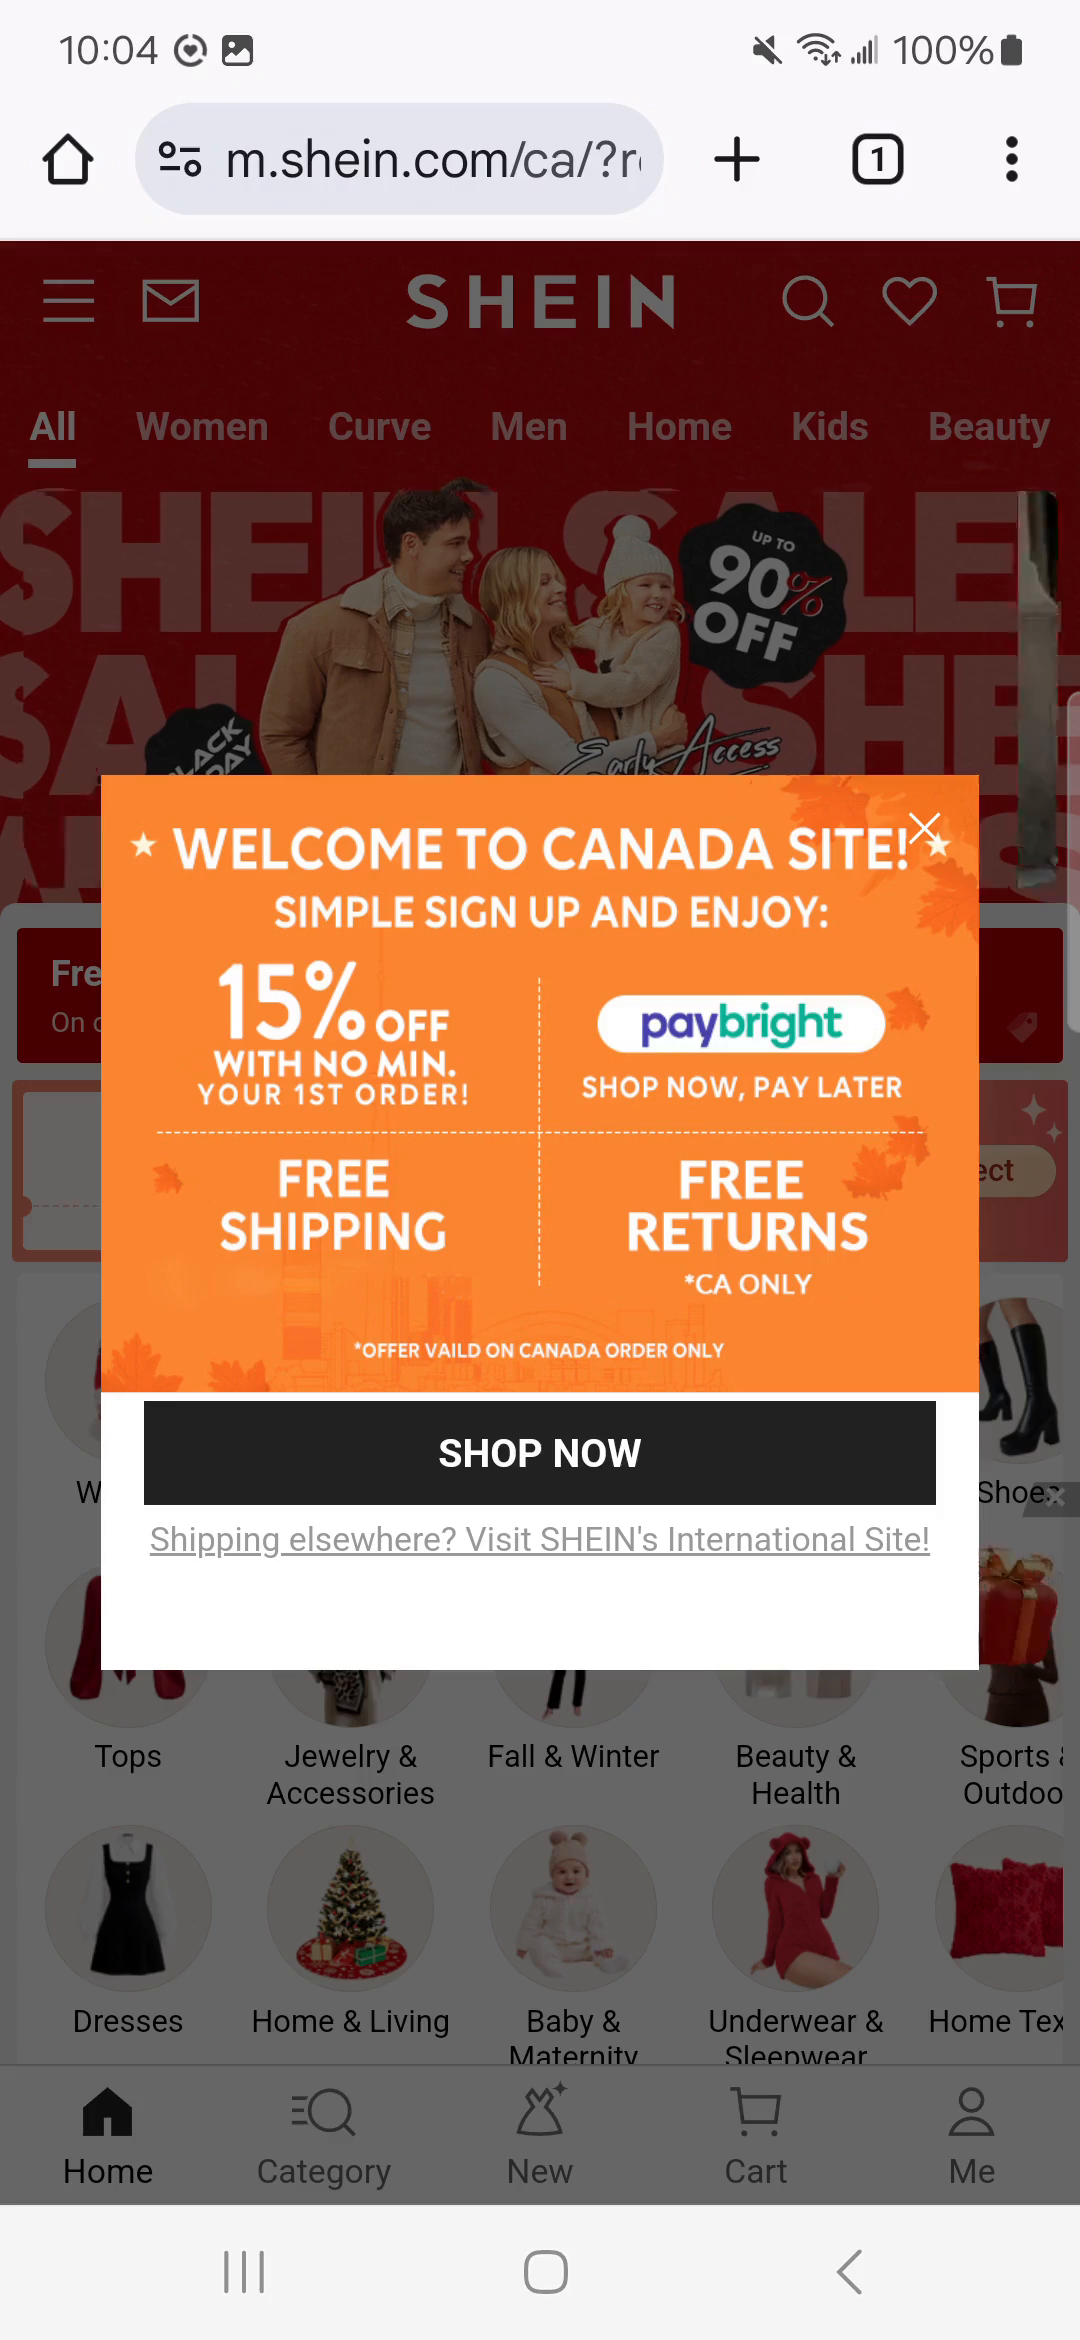 10:04
100%
m.shein.com/ca/?r
1
SHEIN
All Women Curve Men Home Kids Beauty
SHEIN SALE
UP TO
90%
OFF
Early Access
WELCOME TO CANADA SITE!
SIMPLE SIGN UP AND ENJOY:
15% OFF
WITH NO MIN.
YOUR 1ST ORDER!
paybright
SHOP NOW, PAY LATER
FREE
SHIPPING
FREE
RETURNS
*CA ONLY
*OFFER VAILD ON CANADA ORDER ONLY
SHOP NOW
Shipping elsewhere? Visit SHEIN's International Site!
Fre
On
ect
W
Shoes
Tops
Jewelry &
Accessories
Fall & Winter
Beauty &
Health
Sports &
Outdoo
Dresses
Home & Living
Baby &
Maternity
Underwear &
Sleepwear
Home Tex
Home
Category
New
Cart
Me